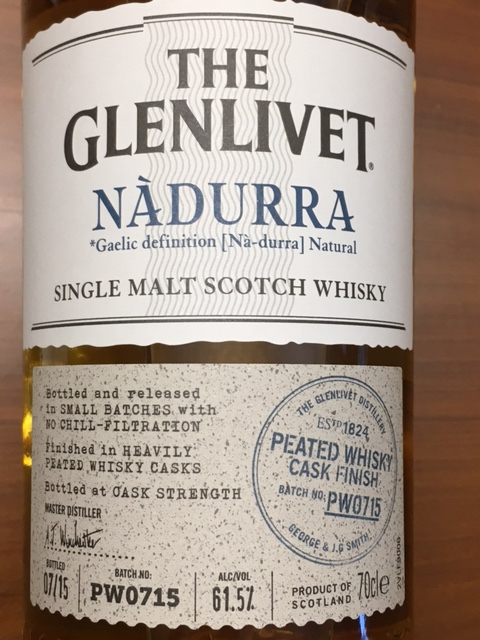 THE
GLENLIVET®
NÀDURRA
*Gaelic definition [Nà-durra] Natural
SINGLE MALT SCOTCH WHISKY
Bottled and released
in SMALL BATCHES with
NO CHILL-FILTRATION
Finished in HEAVILY
PEATED WHISKY CASKS
Bottled at CASK STRENGTH
MASTER DISTILLER
THE GLENLIVET DISTILLERY
ESTD 1824
PEATED WHISKY
CASK FINISH
BATCH NO: PW0715
GEORGE & J.G SMITH
BOTTLED
07/15
BATCH NO:
PW0715
ALC/VOL
61.5%
PRODUCT OF
SCOTLAND
70cl e